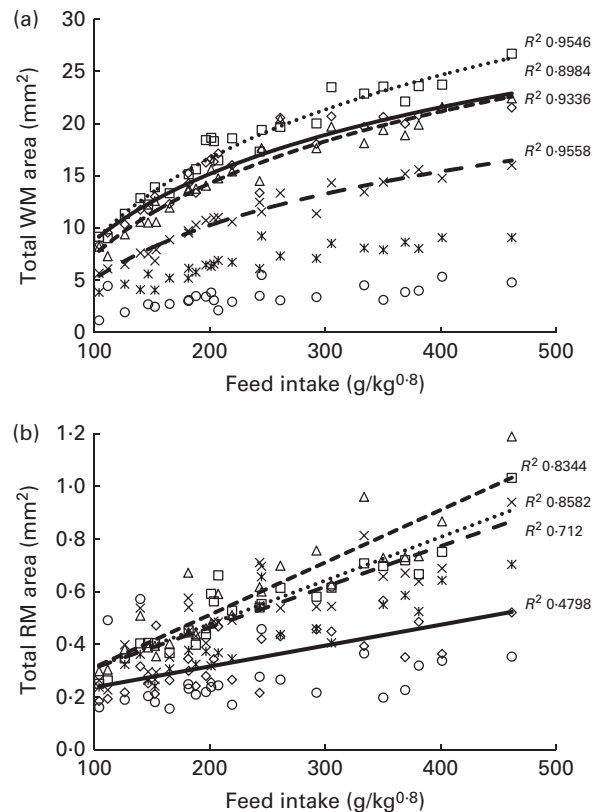 (a)
30
R² 0·9546
25
R² 0·8984
R² 0·9336
20
15
R² 0·9558
10
5
0
Total WM area (mm²)
100 200 300 400 500
Feed intake (g/kg⁰·⁸)
(b)
1·2
R² 0·8344
1·0
R² 0·8582
R² 0·712
0·8
0·6
R² 0·4798
0·4
0·2
0·0
Total RM area (mm²)
100 200 300 400 500
Feed intake (g/kg⁰·⁸)